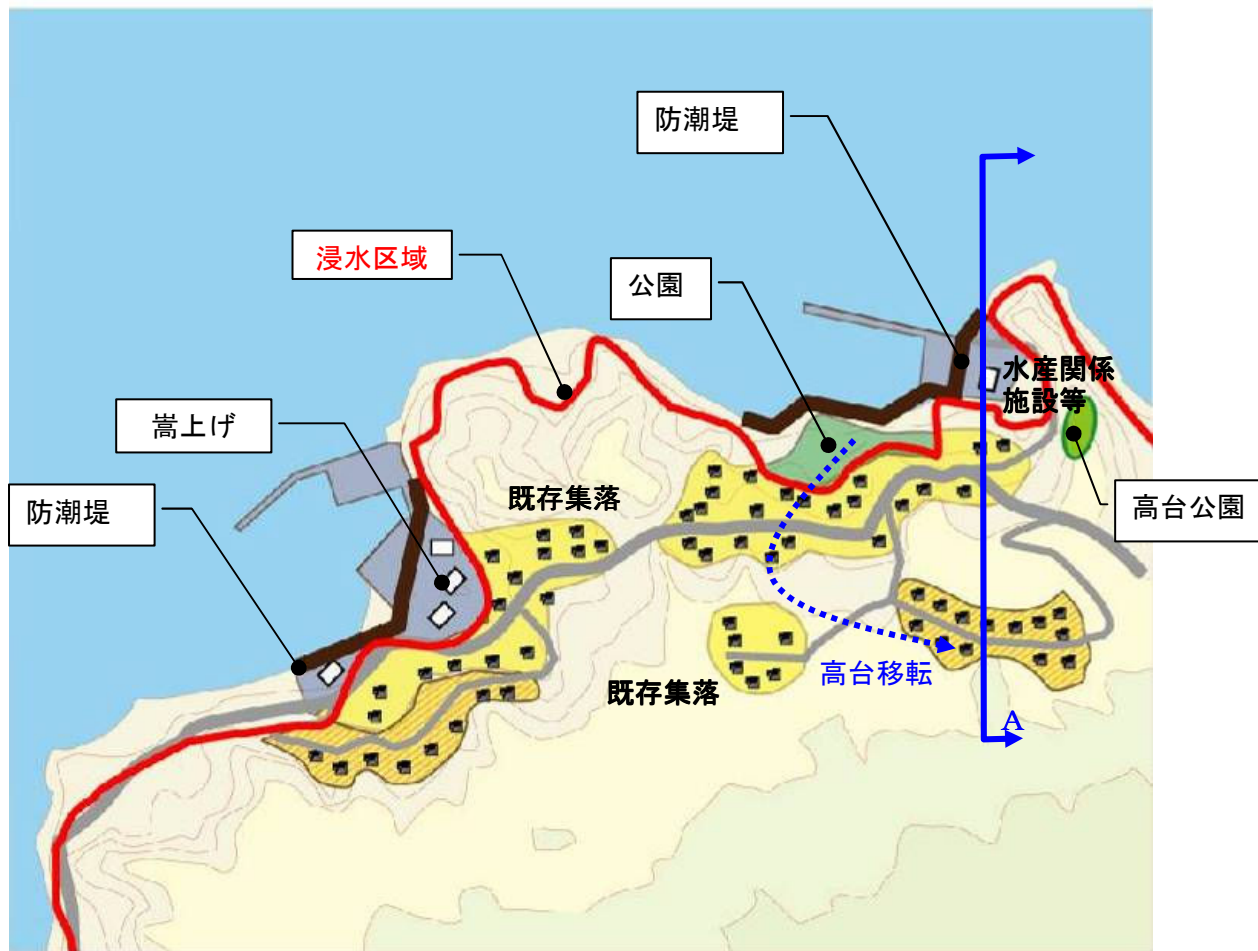 防潮堤
浸水区域
公園
水産関係
施設等
嵩上げ
既存集落
防潮堤
高台公園
高台移転
既存集落
A